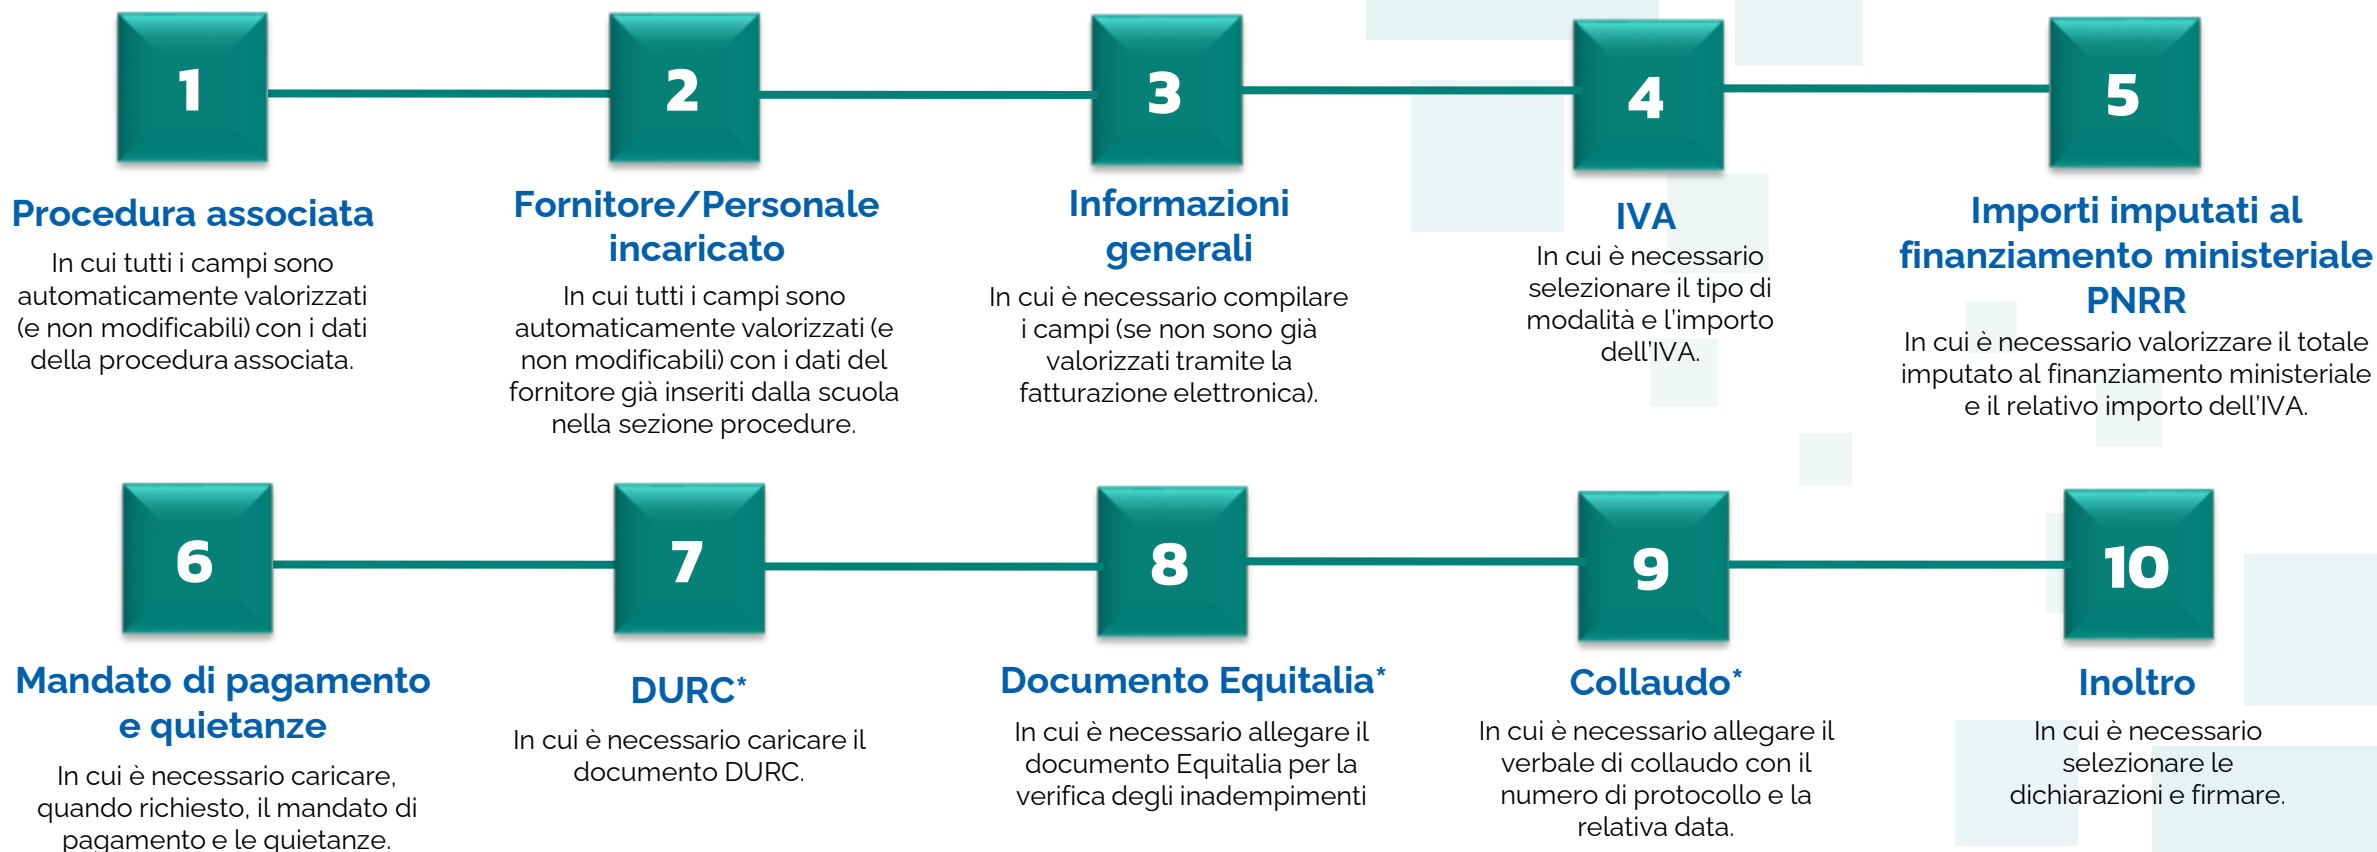 1
Procedura associata
In cui tutti i campi sono
automaticamente valorizzati
(e non modificabili) con i dati
della procedura associata.
2
Fornitore/Personale
incaricato
In cui tutti i campi sono
automaticamente valorizzati (e
non modificabili) con i dati del
fornitore già inseriti dalla scuola
nella sezione procedure.
3
Informazioni
generali
In cui è necessario compilare
i campi (se non sono già
valorizzati tramite la
fatturazione elettronica).
4
IVA
In cui è necessario
selezionare il tipo di
modalità e l'importo
dell'IVA.
5
Importi imputati al
finanziamento ministeriale
PNRR
In cui è necessario valorizzare il totale
imputato al finanziamento ministeriale
e il relativo importo dell'IVA.
6
Mandato di pagamento
e quietanze
In cui è necessario caricare,
quando richiesto, il mandato di
pagamento e le quietanze.
7
DURC*
In cui è necessario caricare il
documento DURC.
8
Documento Equitalia*
In cui è necessario allegare il
documento Equitalia per la
verifica degli inadempimenti
9
Collaudo*
In cui è necessario allegare il
verbale di collaudo con il
numero di protocollo e la
relativa data.
10
Inoltro
In cui è necessario
selezionare le
dichiarazioni e firmare.